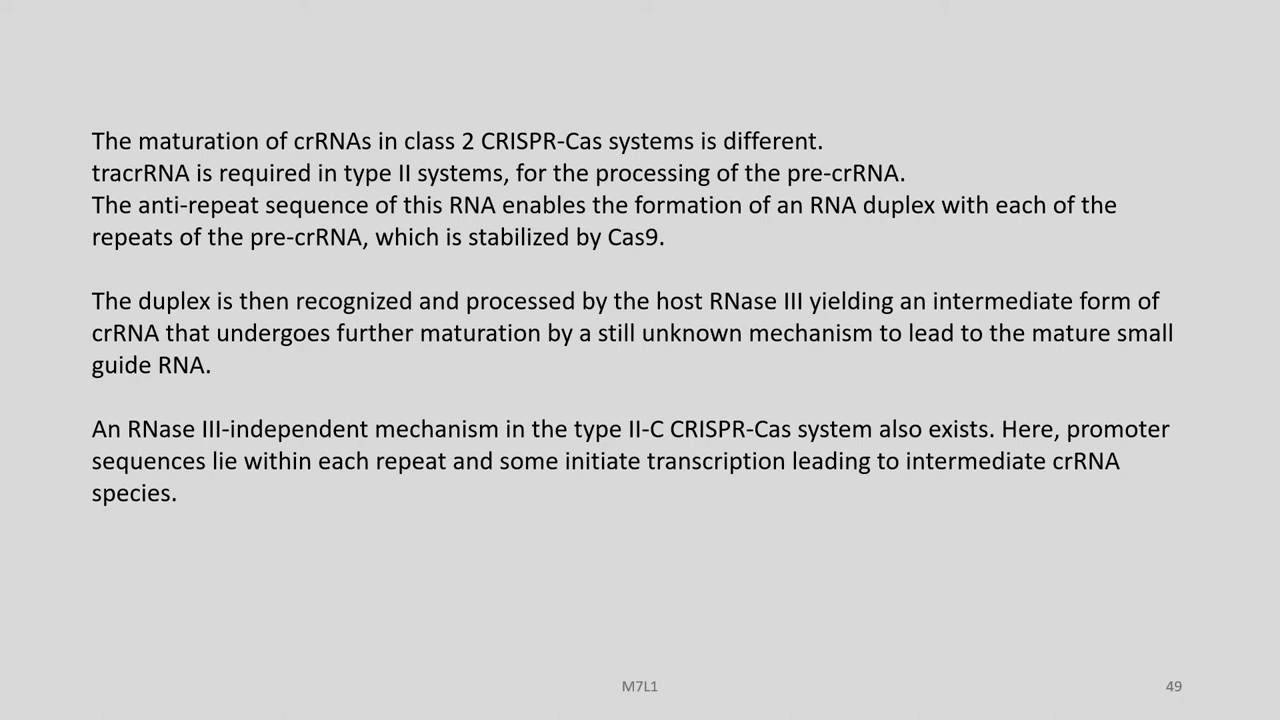 The maturation of crRNAs in class 2 CRISPR-Cas systems is different.
tracrRNA is required in type II systems, for the processing of the pre-crRNA.
The anti-repeat sequence of this RNA enables the formation of an RNA duplex with each of the
repeats of the pre-crRNA, which is stabilized by Cas9.
The duplex is then recognized and processed by the host RNase III yielding an intermediate form of
crRNA that undergoes further maturation by a still unknown mechanism to lead to the mature small
guide RNA.
An RNase III-independent mechanism in the type II-C CRISPR-Cas system also exists. Here, promoter
sequences lie within each repeat and some initiate transcription leading to intermediate crRNA
species.
M7L1
49